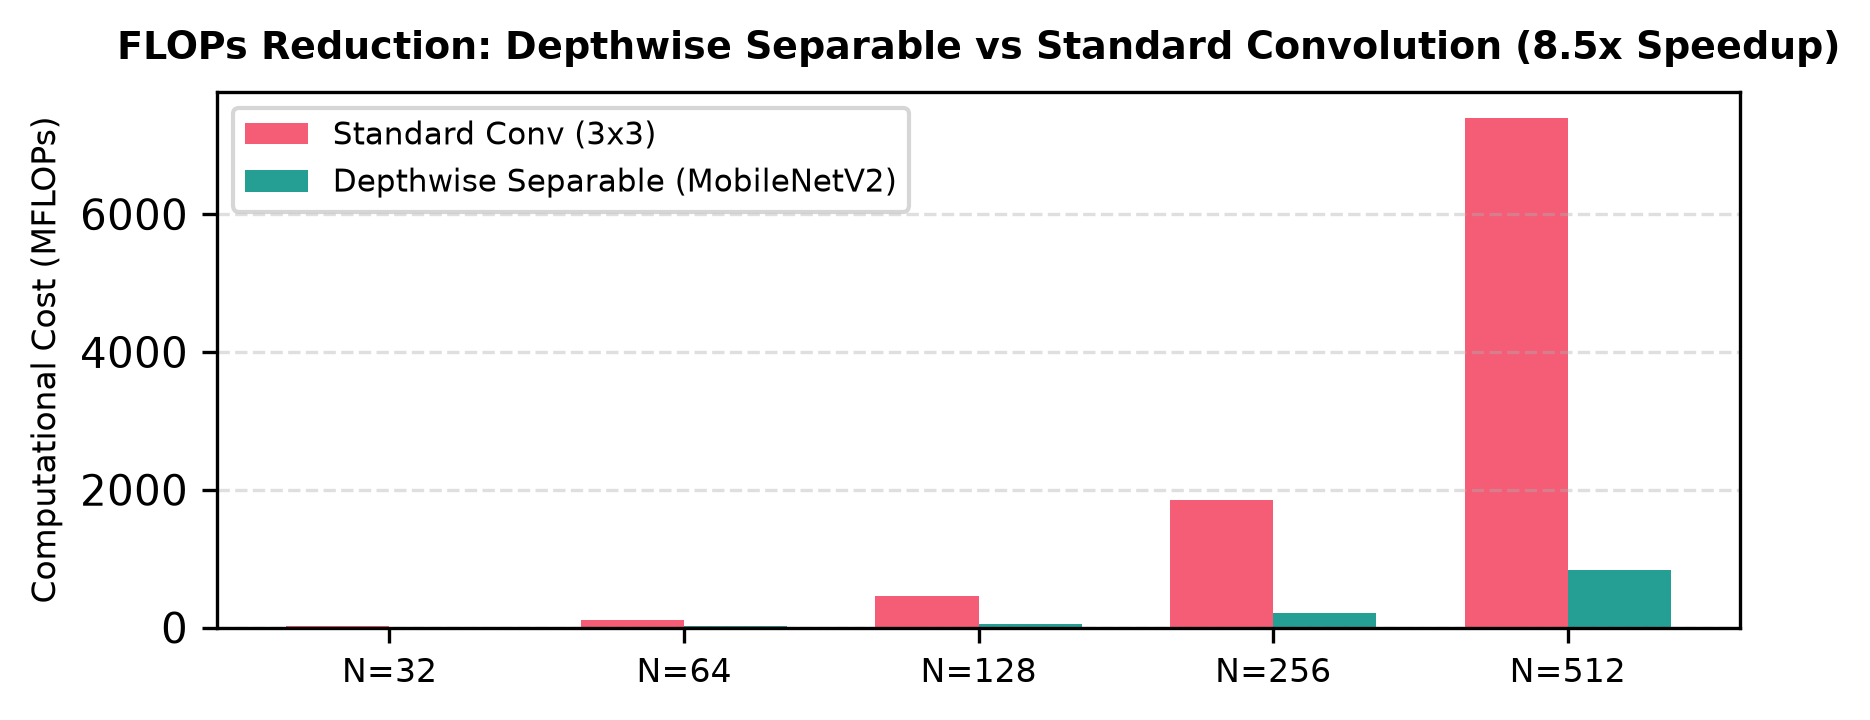 FLOPs Reduction: Depthwise Separable vs Standard Convolution (8.5x Speedup)
Standard Conv (3x3)
Depthwise Separable (MobileNetV2)
Computational Cost (MFLOPs)
6000
4000
2000
0
N=32
N=64
N=128
N=256
N=512